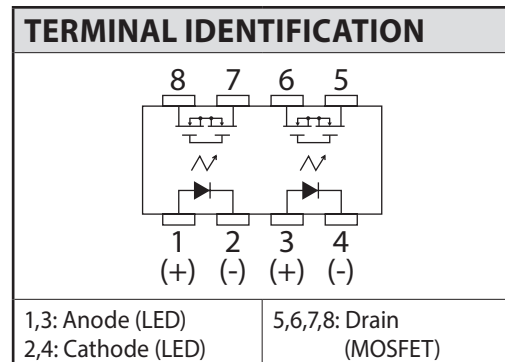 TERMINAL IDENTIFICATION
8 7 6 5
1 2 3 4
(+) (-) (+) (-)
1,3: Anode (LED)
2,4: Cathode (LED)
5,6,7,8: Drain
(MOSFET)